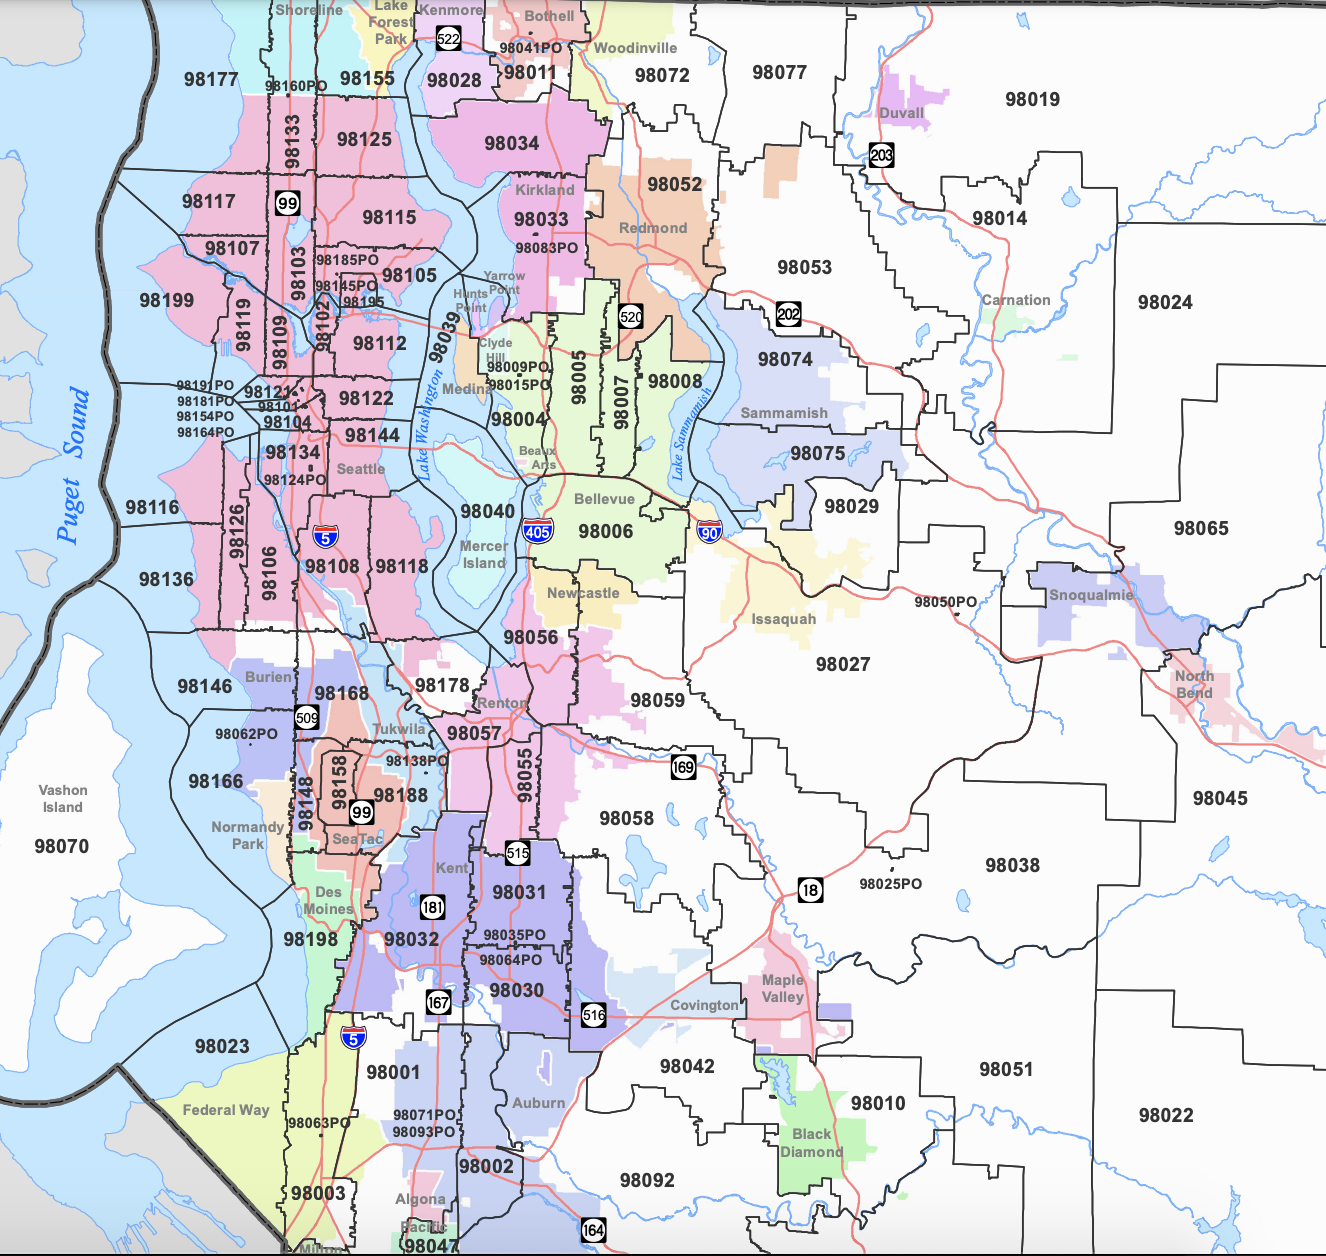 Shoreline
Lake
Forest
Park
Kenmore
Bothell
522
98041PO
Woodinville
98177
98160PO
98155
98028
98011
98072
98077
98019
Duvall
98133
98125
98034
203
98117
99
98115
Kirkland
98033
98083PO
98052
Redmond
98014
98107
98103
98185PO
98145PO
98195
98105
98053
98199
98119
98109
98102
98112
98039
Yarrow
Point
Hunts
Point
Clyde
Hill
520
202
Carnation
98024
98191PO
98181PO
98154PO
98164PO
98121
98101
98104
98122
98144
Medina
98009PO
98015PO
98004
98005
98007
98008
98074
Sammamish
98075
Puget Sound
Lake Washington
Lake Sammamish
98134
98124PO
Seattle
Beaux
Arts
Bellevue
98006
98116
98126
98106
5
98108
98118
98040
Mercer
Island
405
90
98029
98065
98136
Newcastle
98056
Issaquah
98050PO
Snoqualmie
98027
98146
Burien
98168
98178
Renton
98059
North
Bend
98062PO
509
Tukwila
98057
98138PO
98055
169
98166
98148
98158
98188
99
SeaTac
98058
98045
Vashon
Island
98070
Normandy
Park
515
Kent
98031
18
98025PO
98038
Des
Moines
98198
181
98032
98035PO
98064PO
98030
167
516
Covington
Maple
Valley
98023
5
98001
98042
98051
98022
Federal Way
98063PO
98071PO
98093PO
Auburn
98010
Black
Diamond
98003
98002
98092
Algona
Pacific
98047
Milton
164